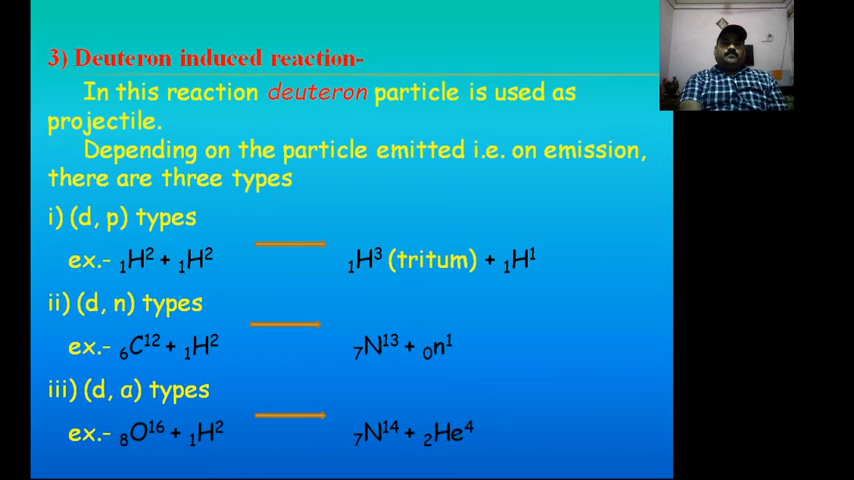 3) Deuteron induced reaction-
In this reaction deuteron particle is used as
projectile.
Depending on the particle emitted i.e. on emission,
there are three types
i) (d, p) types
ex.- ₁H² + ₁H² → ₁H³ (tritum) + ₁H¹
ii) (d, n) types
ex.- ₆C¹² + ₁H² → ₇N¹³ + ₀n¹
iii) (d, a) types
ex.- ₈O¹⁶ + ₁H² → ₇N¹⁴ + ₂He⁴